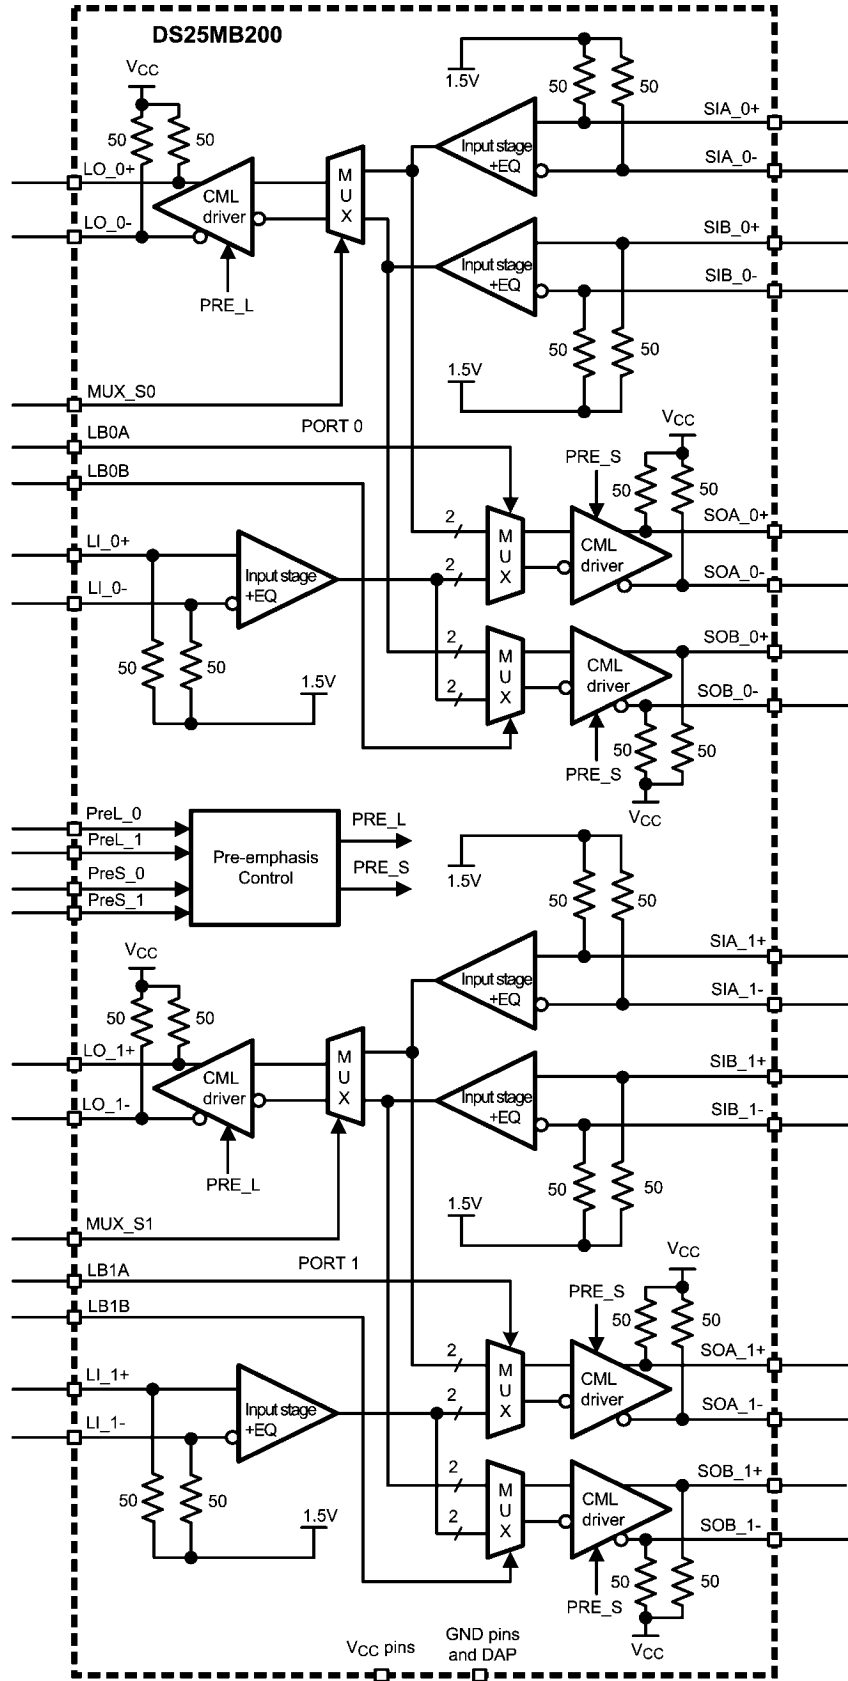 DS25MB200
VCC
50
50
LO_0+
LO_0-
CML
driver
PRE_L
MUX
1.5V
50
50
Input stage
+EQ
SIA_0+
SIA_0-
Input stage
+EQ
SIB_0+
SIB_0-
50
50
1.5V
MUX_S0
PORT 0
LB0A
LB0B
LI_0+
LI_0-
Input stage
+EQ
50
50
1.5V
2
2
MUX
PRE_S
CML
driver
VCC
50
50
SOA_0+
SOA_0-
2
2
MUX
CML
driver
PRE_S
SOB_0+
SOB_0-
50
50
VCC
PreL_0
PreL_1
PreS_0
PreS_1
Pre-emphasis
Control
PRE_L
PRE_S
1.5V
50
50
VCC
50
50
LO_1+
LO_1-
CML
driver
PRE_L
MUX
Input stage
+EQ
SIA_1+
SIA_1-
Input stage
+EQ
SIB_1+
SIB_1-
50
50
1.5V
MUX_S1
PORT 1
LB1A
LB1B
LI_1+
LI_1-
Input stage
+EQ
50
50
1.5V
2
2
MUX
PRE_S
CML
driver
VCC
50
50
SOA_1+
SOA_1-
2
2
MUX
CML
driver
PRE_S
SOB_1+
SOB_1-
50
50
VCC
VCC pins
GND pins
and DAP